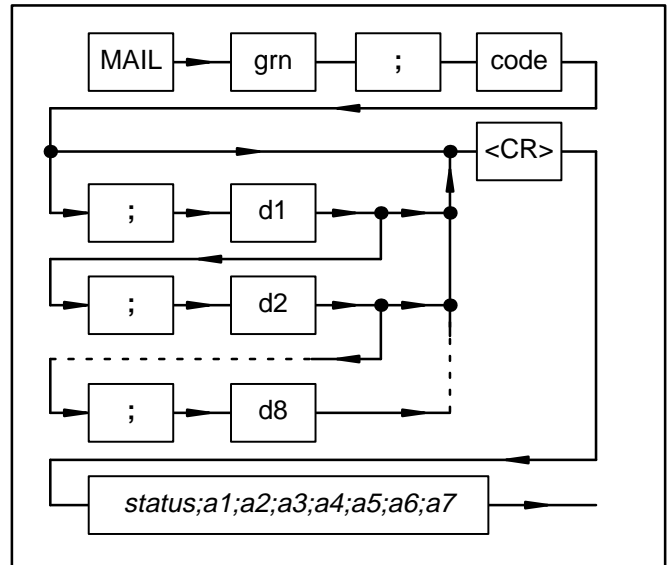 MAIL grn ; code
<CR>
; d1
; d2
; d8
status;a1;a2;a3;a4;a5;a6;a7